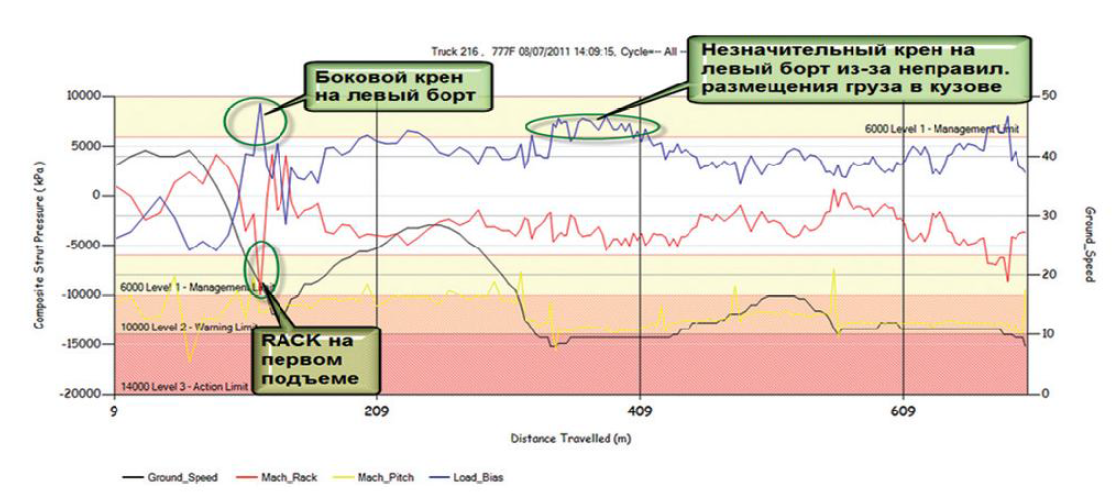 Truck 216 , 777F 08/07/2011 14:09:15, Cycle=-- All --
Незначительный крен на
левый борт из-за неправил.
размещения груза в кузове
Боковой крен
на левый борт
10000
5000
0
-5000
-10000
-15000
-20000
50
40
30
20
10
0
6000 Level 1 - Management Limit
6000 Level 1 - Management Limit
10000 Level 2 - Warning Limit
14000 Level 3 - Action Limit
RACK на
первом
подъеме
Composite Strut Pressure ( kPa)
Ground_Speed
9
209
409
609
Distance Travelled (m)
Ground_Speed
Mach_Rack
Mach_Pitch
Load_Bias